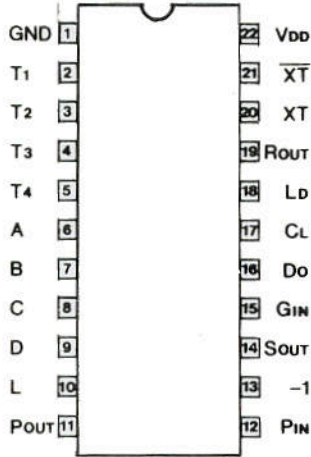 GND 1 22 VDD
T1 2 21 XT
T2 3 20 XT
T3 4 19 ROUT
T4 5 18 LD
A 6 17 CL
B 7 16 DO
C 8 15 GIN
D 9 14 SOUT
L 10 13 -1
POUT 11 12 PIN